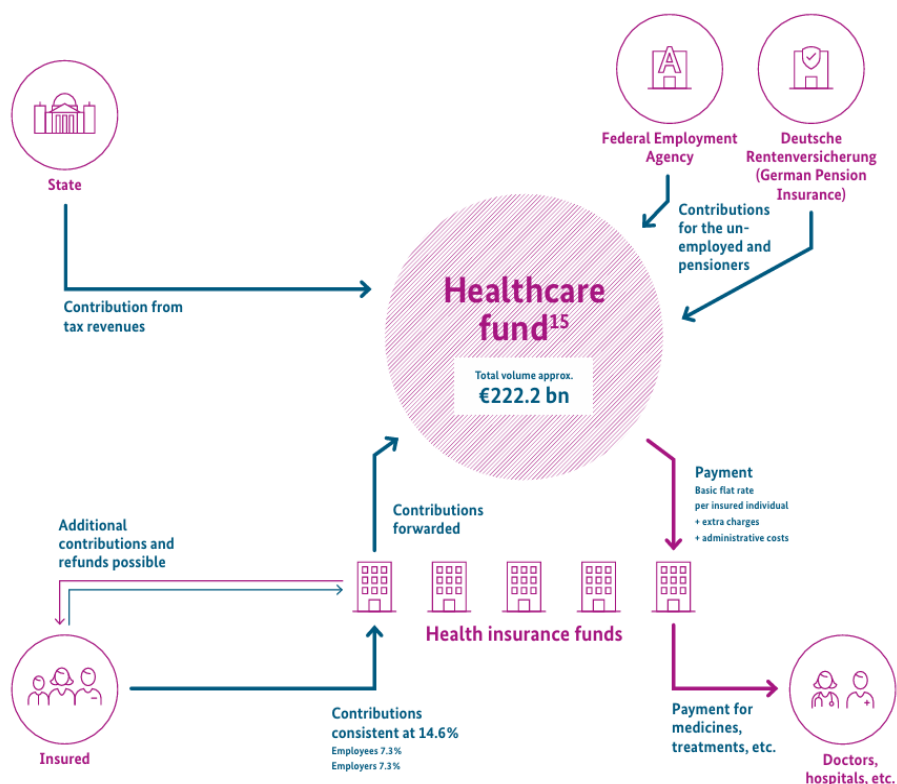 A
State
Federal Employment
Agency
Deutsche
Rentenversicherung
(German Pension
Insurance)
Contributions
for the un-
employed and
pensioners
Contribution from
tax revenues
Healthcare
fund15
Total volume approx.
€222.2 bn
Contributions
forwarded
Payment
Basic flat rate
per insured individual
+ extra charges
+ administrative costs
Additional
contributions and
refunds possible
Health insurance funds
Insured
Contributions
consistent at 14.6%
Employees 7.3%
Employers 7.3%
Payment for
medicines,
treatments, etc.
Doctors,
hospitals, etc.